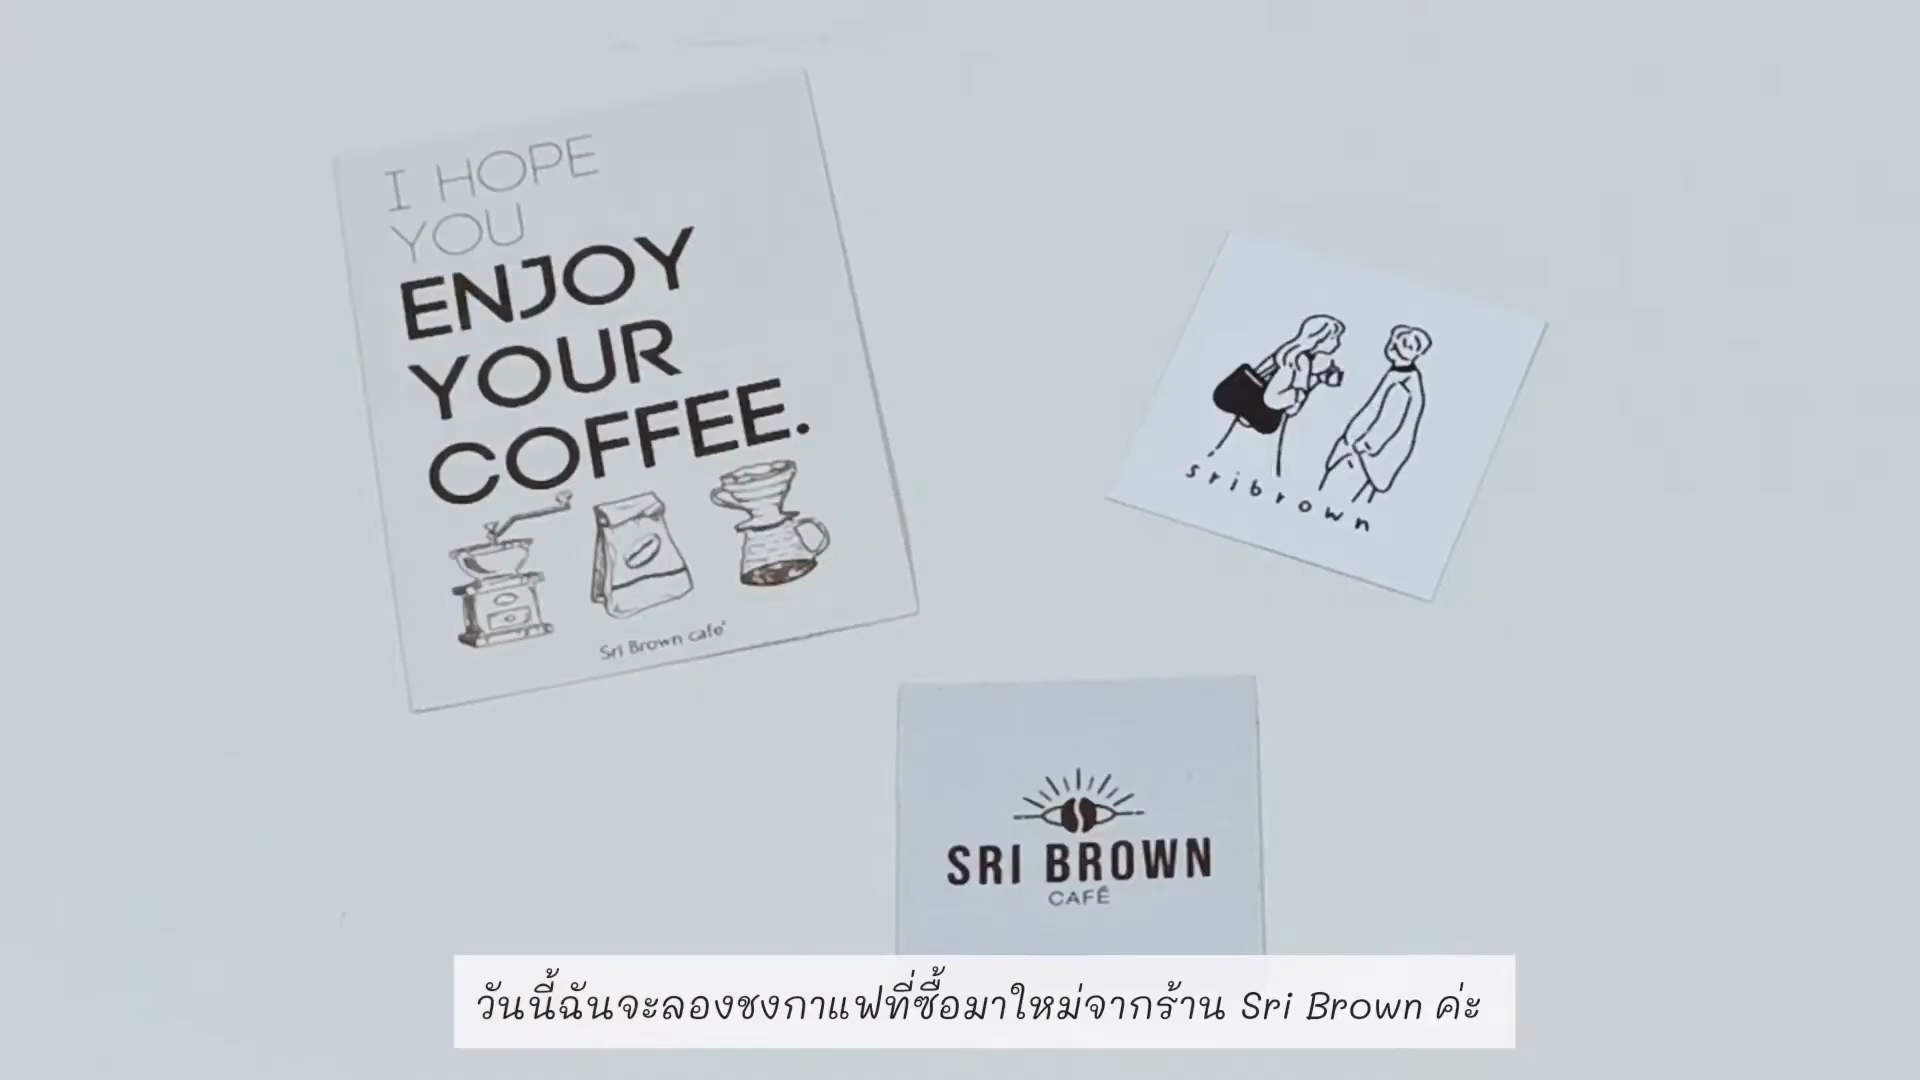 I HOPE
YOU
ENJOY
YOUR
COFFEE.
Sri Brown cafe'
sribrown
SRI BROWN
CAFÉ
วันนี้ฉันจะลองชงกาแฟที่ซื้อมาใหม่จากร้าน Sri Brown ค่ะ